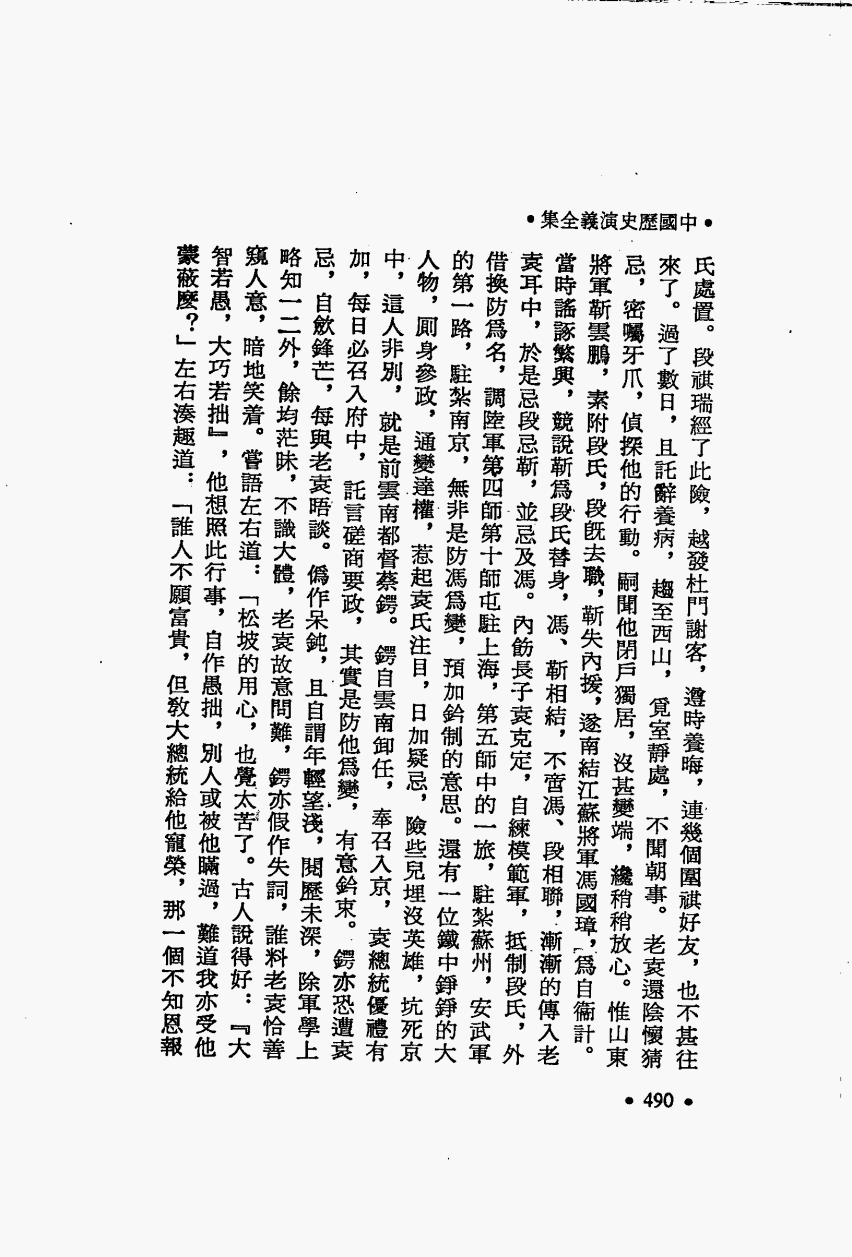 •中國歷史演義全集•
氏處置。段祺瑞經了此險，越發杜門謝客，遵時養晦，連幾個圍祺好友，也不甚往
來了。過了數日，且託辭養病，趨至西山，覓室靜處，不聞朝事。老袁還陰懷猜
忌，密囑牙爪，偵探他的行動。嗣聞他閉戶獨居，沒甚變端，纔稍稍放心。惟山東
將軍靳雲鵬，素附段氏，段旣去職，靳失內援，遂南結江蘇將軍馮國璋，爲自衞計。
當時謠諑繁興，競說靳爲段氏替身，馮、靳相結，不啻馮、段相聯，漸漸的傳入老
袁耳中，於是忌段忌靳，並忌及馮。內飭長子袁克定，自練模範軍，抵制段氏，外
借換防爲名，調陸軍第四師第十師屯駐上海，第五師中的一旅，駐紮蘇州，安武軍
的第一路，駐紮南京，無非是防馮爲變，預加鈐制的意思。還有一位鐵中錚錚的大
人物，厠身參政，通變達權，惹起袁氏注目，日加疑忌，險些兒埋沒英雄，坑死京
中，這人非別，就是前雲南都督蔡鍔。鍔自雲南卸任，奉召入京，袁總統優禮有
加，每日必召入府中，託言磋商要政，其實是防他爲變，有意鈐束。鍔亦恐遭袁
忌，自斂鋒芒，每與老袁晤談。僞作呆鈍，且自謂年輕望淺，閱歷未深，除軍學上
略知一二外，餘均茫昧，不識大體，老袁故意問難，鍔亦假作失詞，誰料老袁恰善
窺人意，暗地笑着。嘗語左右道：「松坡的用心，也覺太苦了。古人說得好：『大
智若愚，大巧若拙』，他想照此行事，自作愚拙，別人或被他瞞過，難道我亦受他
蒙蔽麽？」左右湊趣道：「誰人不願富貴，但敎大總統給他寵榮，那一個不知恩報
•490•